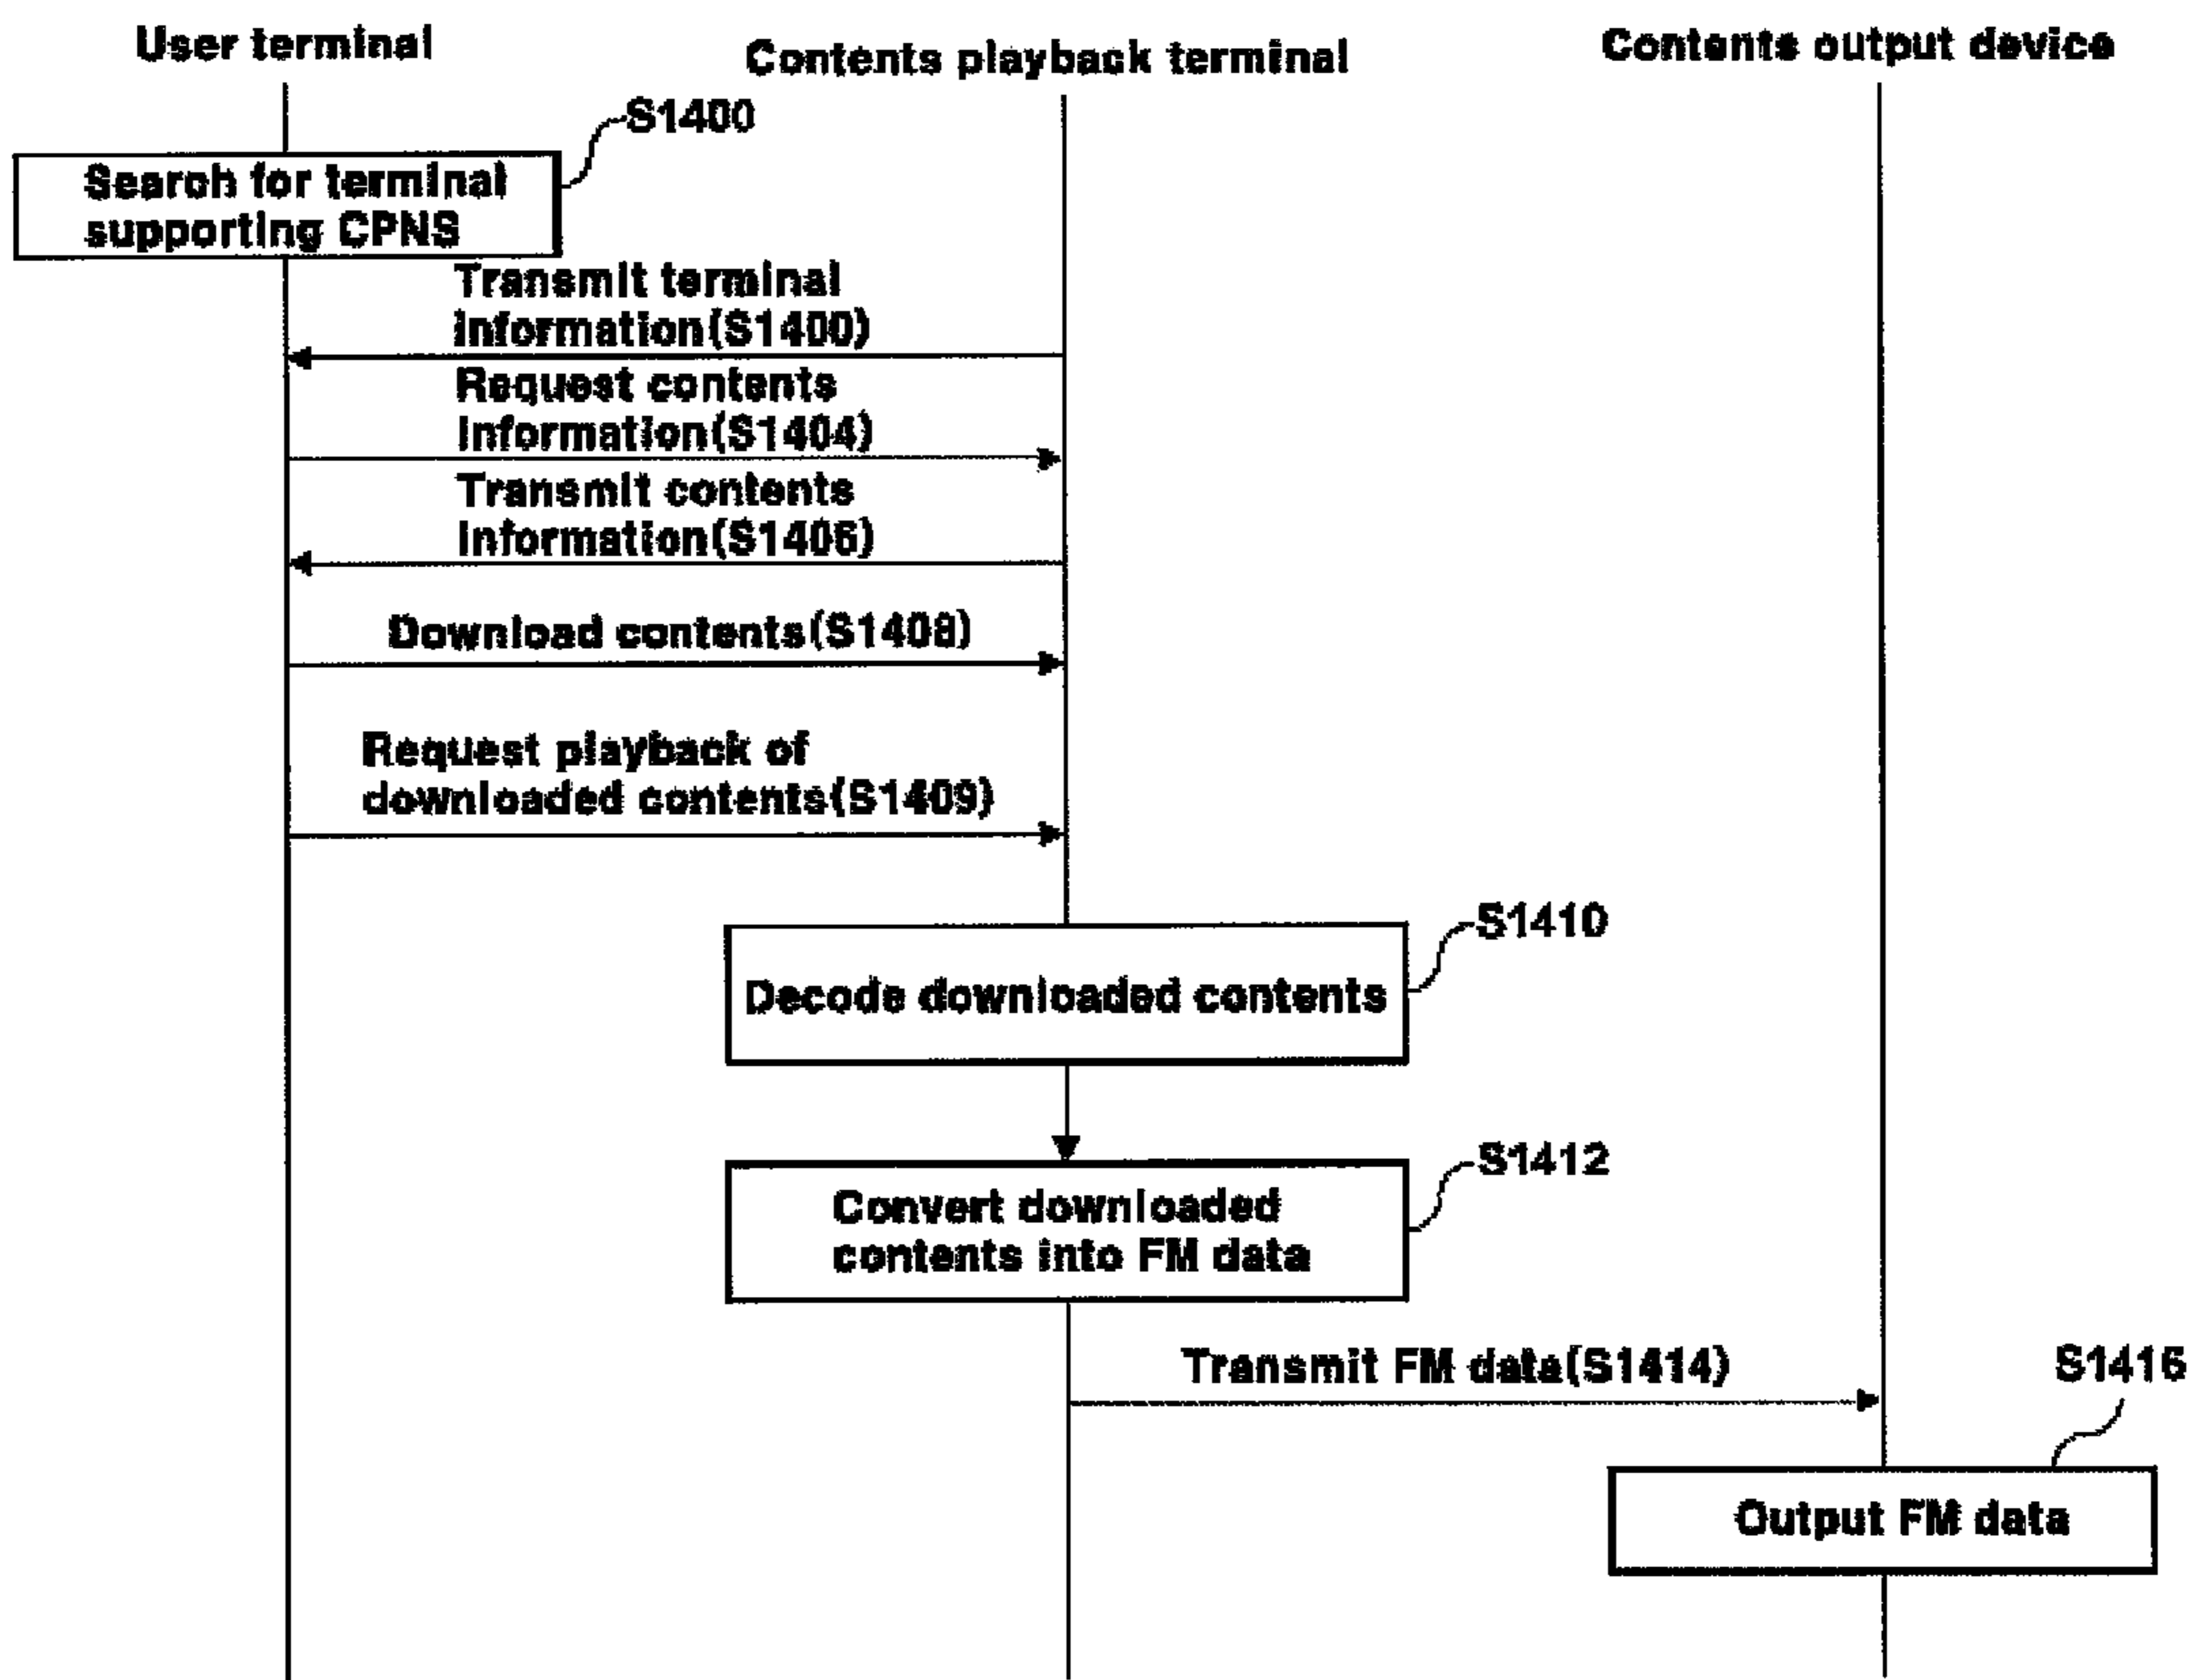 User terminal
Contents playback terminal
Contents output device
S1400
Search for terminal
supporting CPNS
Transmit terminal
Information(S1400)
Request contents
Information(S1404)
Transmit contents
Information(S1406)
Download contents(S1408)
Request playback of
downloaded contents(S1409)
S1410
Decode downloaded contents
S1412
Convert downloaded
contents into FM data
Transmit FM data(S1414)
S1416
Output FM data